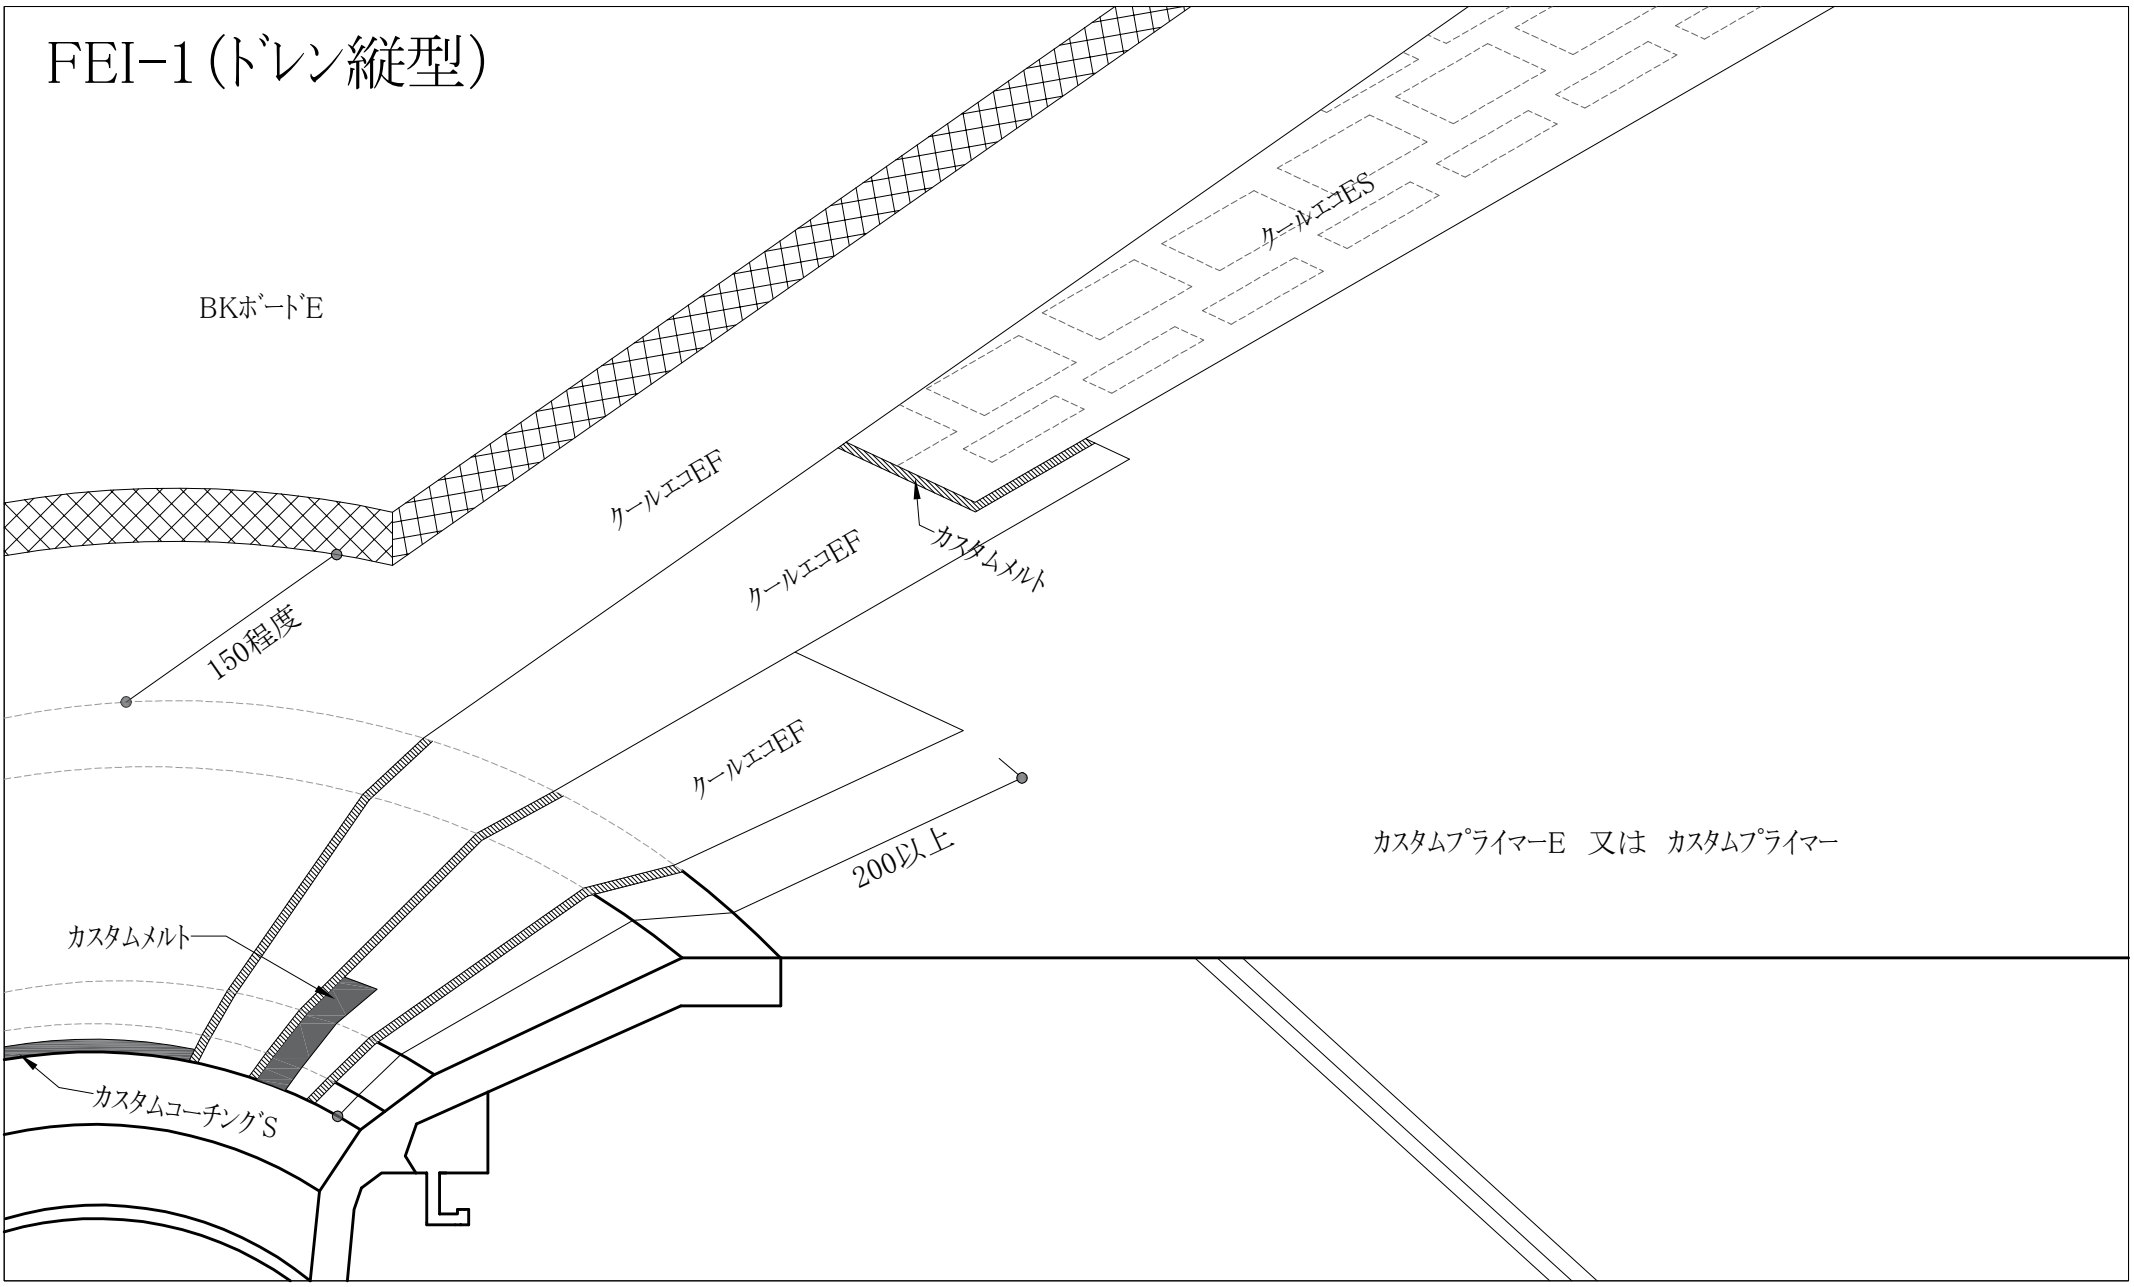 FEI-1(ﾄﾞﾚﾝ縦型)
クールエコES
BKボードE
クールエコEF
カスタムメルト
クールエコEF
150程度
クールエコEF
200以上
カスタムプライマーE 又は カスタムプライマー
カスタムメルト
カスタムコーチングS